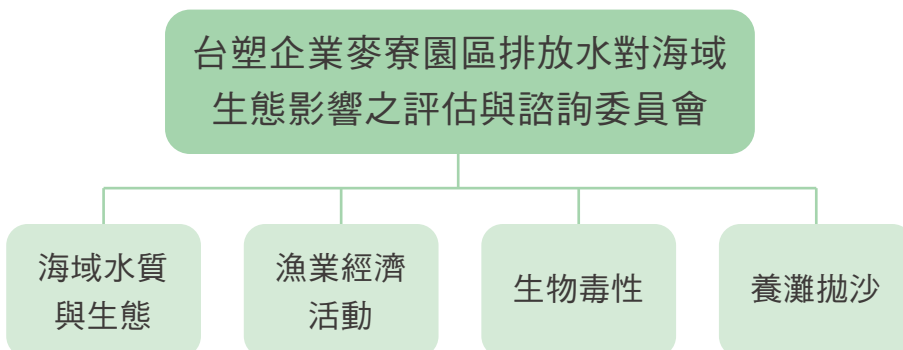 台塑企業麥寮園區排放水對海域
生態影響之評估與諮詢委員會
海域水質
與生態
漁業經濟
活動
生物毒性
養灘拋沙